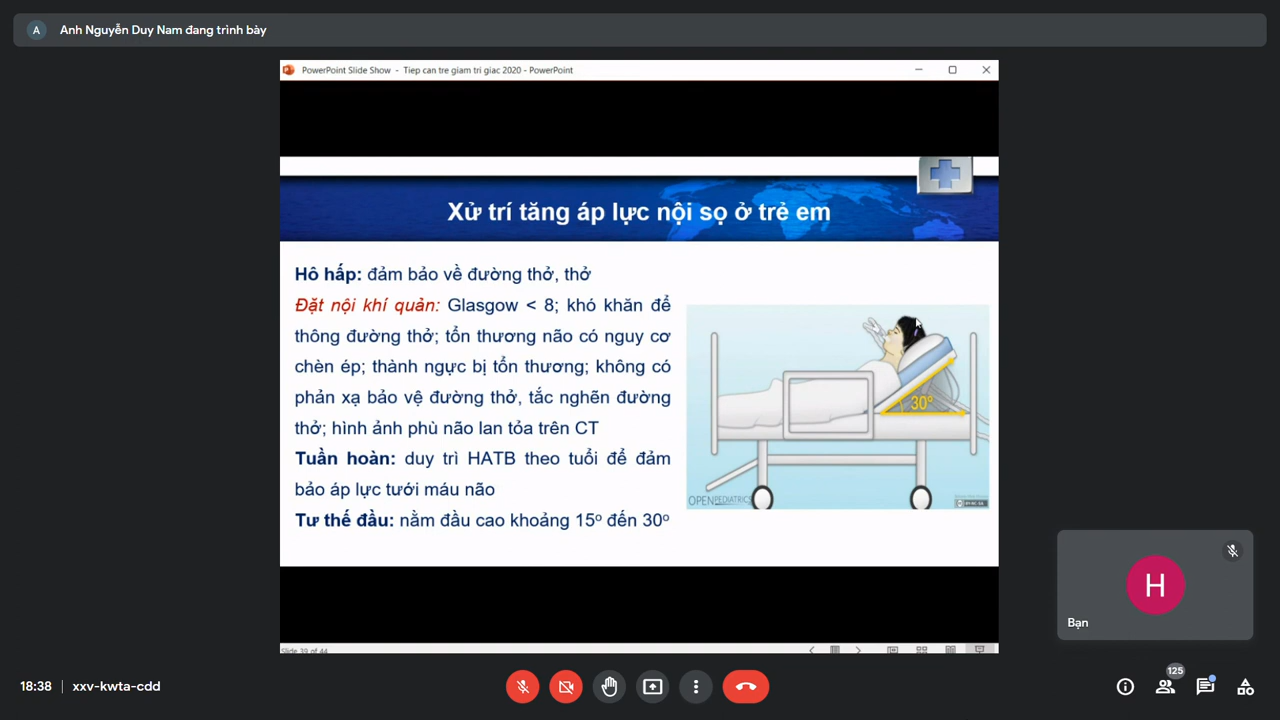 A Anh Nguyễn Duy Nam đang trình bày
PowerPoint Slide Show - Tiep can tre giam tri giac 2020 - PowerPoint
Xử trí tăng áp lực nội sọ ở trẻ em
Hô hấp: đảm bảo về đường thở, thở
Đặt nội khí quản: Glasgow < 8; khó khăn để
thông đường thở; tổn thương não có nguy cơ
chèn ép; thành ngực bị tổn thương; không có
phản xạ bảo vệ đường thở, tắc nghẽn đường
thở; hình ảnh phù não lan tỏa trên CT
Tuần hoàn: duy trì HATB theo tuổi để đảm
bảo áp lực tưới máu não
Tư thế đầu: nằm đầu cao khoảng 15º đến 30º
30º
OPENPEDIATRICS
Slide 39 of 44
H
Bạn
18:38 | xxv-kwta-cdd
125